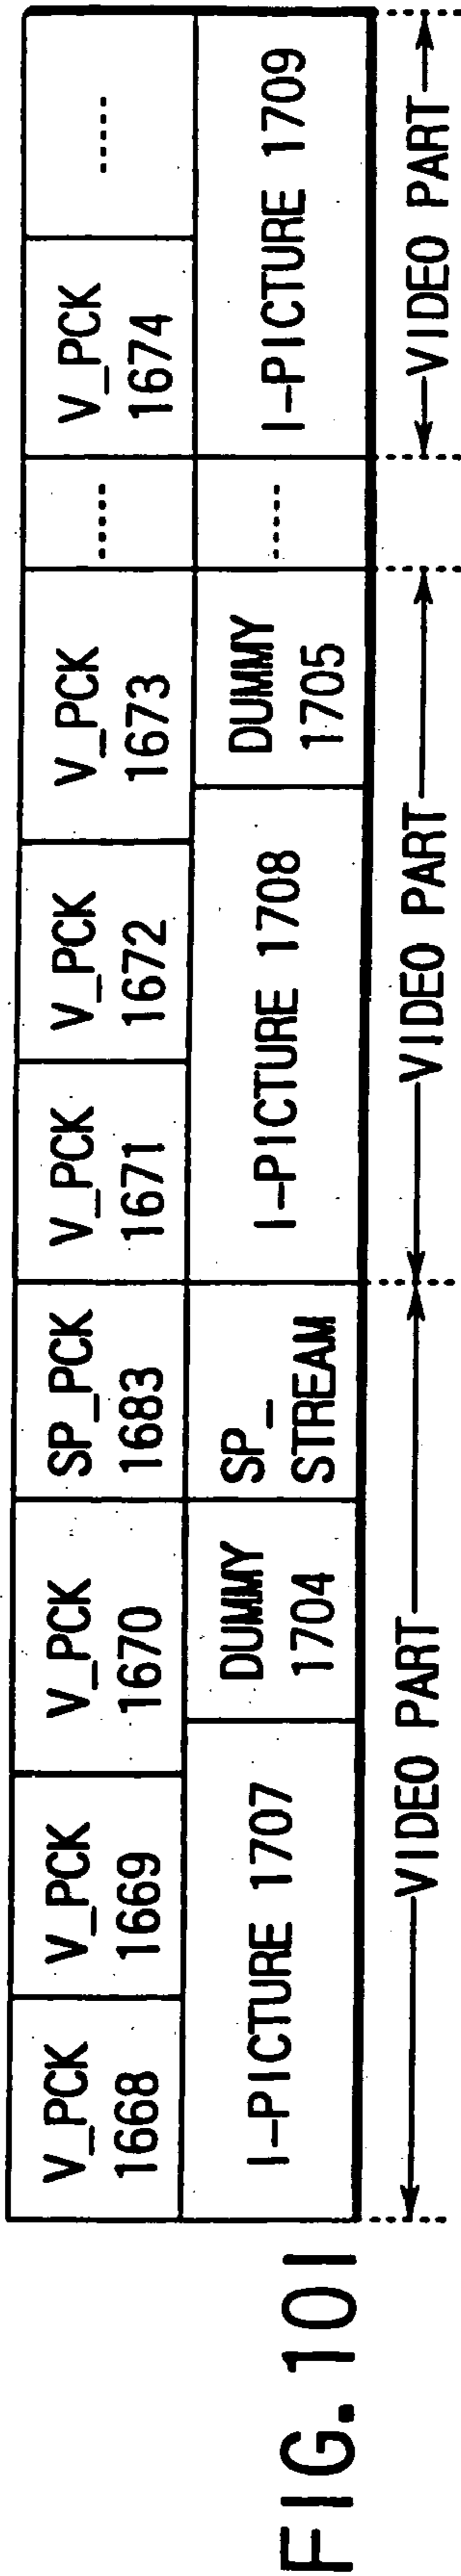 V_PCK
1668
V_PCK
1669
V_PCK
1670
SP_PCK
1683
V_PCK
1671
V_PCK
1672
V_PCK
1673
-----
V_PCK
1674
-----
I-PICTURE 1707
DUMMY
1704
SP_
STREAM
I-PICTURE 1708
DUMMY
1705
-----
I-PICTURE 1709
VIDEO PART
VIDEO PART
VIDEO PART
FIG. 101